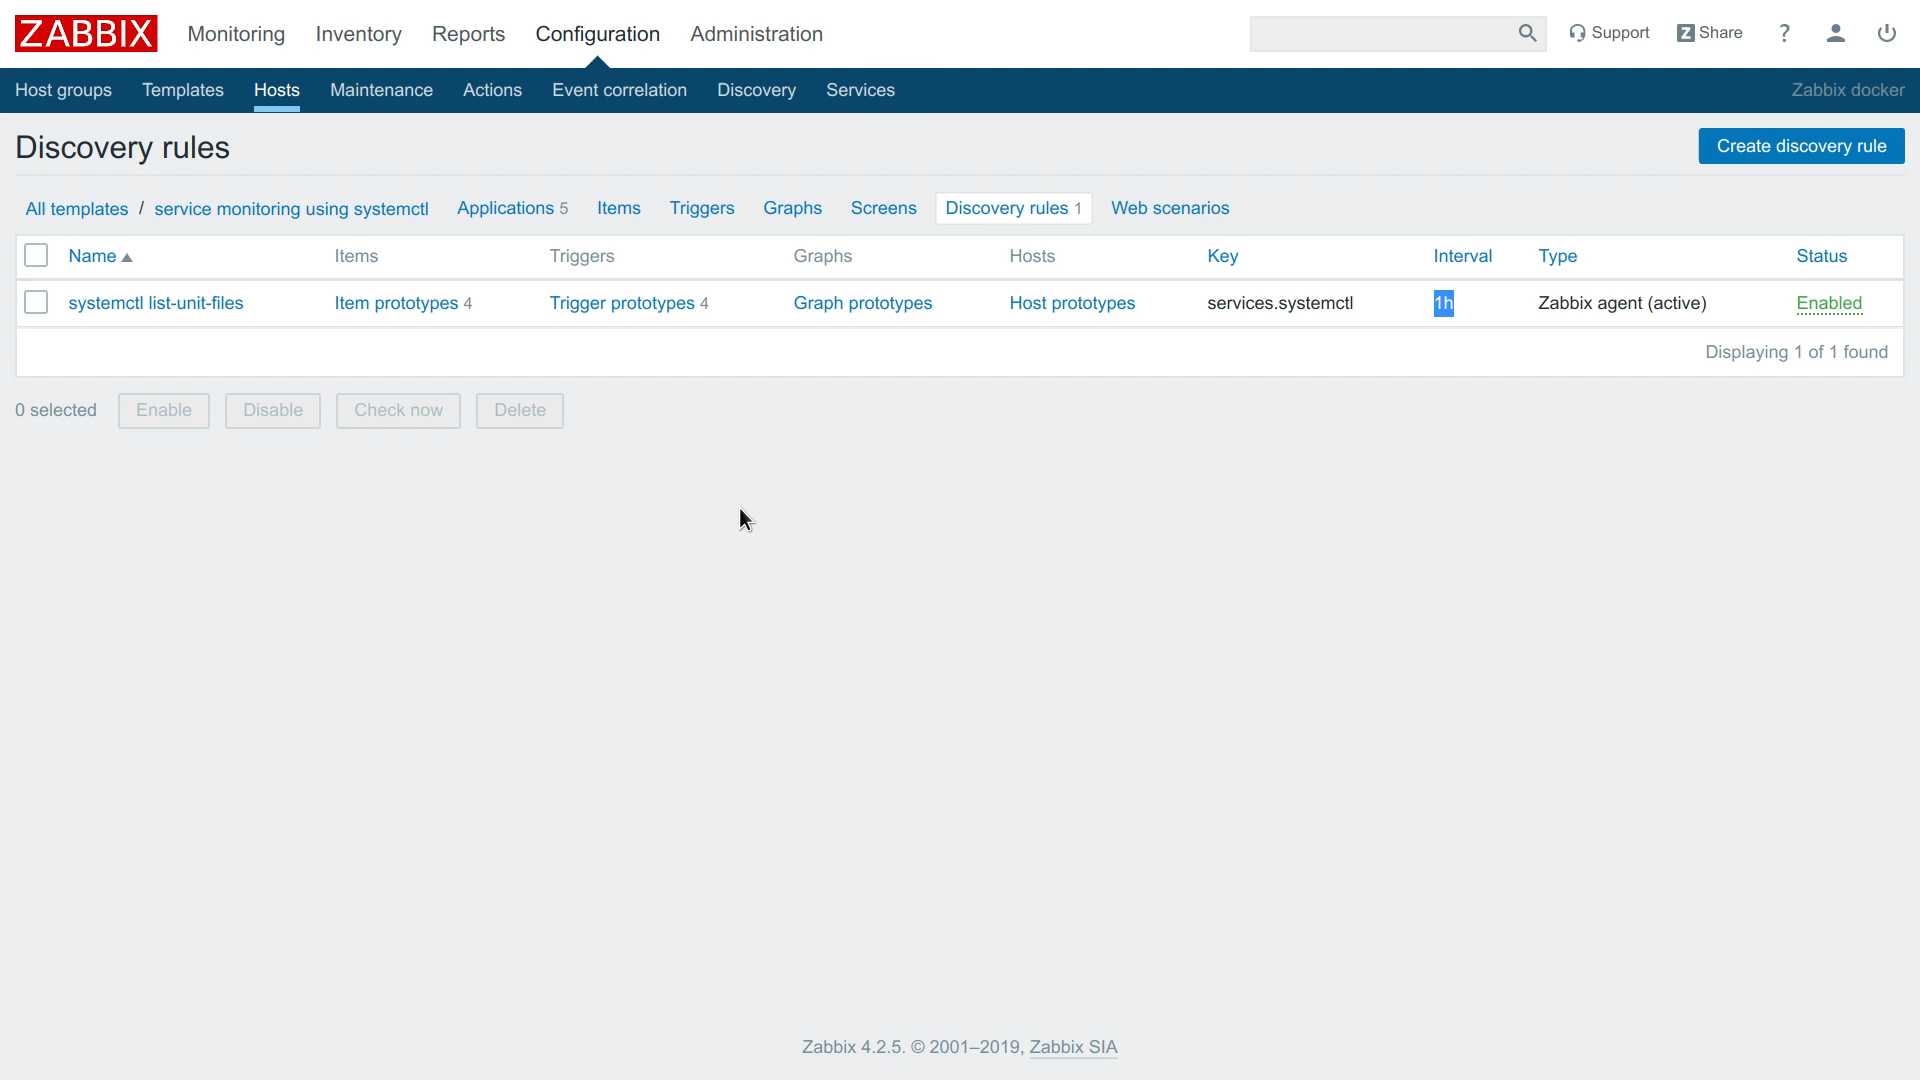 ZABBIX Monitoring Inventory Reports Configuration Administration Support Z Share ?
Host groups Templates Hosts Maintenance Actions Event correlation Discovery Services Zabbix docker
Discovery rules Create discovery rule
All templates / service monitoring using systemctl Applications 5 Items Triggers Graphs Screens Discovery rules 1 Web scenarios
Name Items Triggers Graphs Hosts Key Interval Type Status
systemctl list-unit-files Item prototypes 4 Trigger prototypes 4 Graph prototypes Host prototypes services.systemctl 1h Zabbix agent (active) Enabled
Displaying 1 of 1 found
0 selected Enable Disable Check now Delete
Zabbix 4.2.5. © 2001–2019, Zabbix SIA